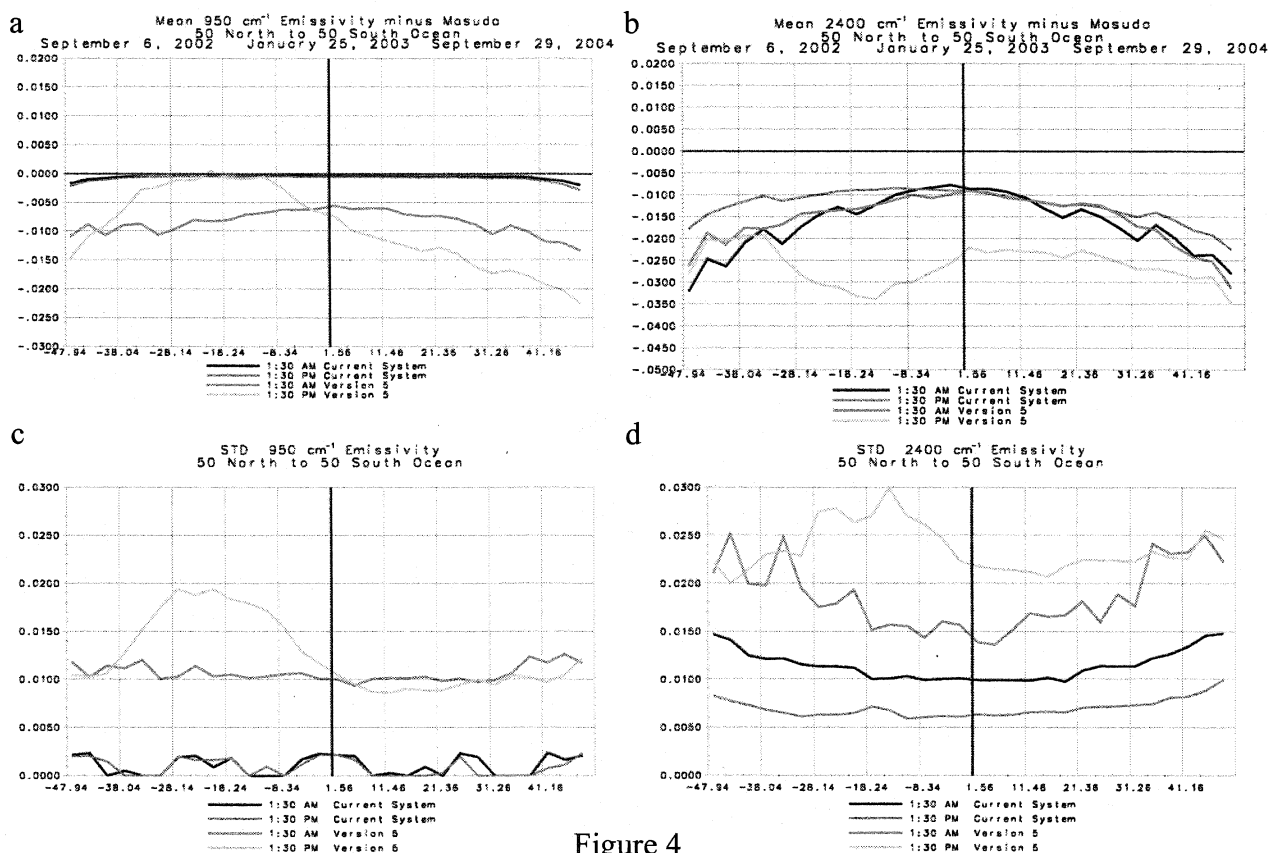 a
Mean 950 cm⁻¹ Emissivity minus Masuda
50 North to 50 South Ocean
September 6, 2002 January 25, 2003 September 29, 2004
0.0200
0.0150
0.0100
0.0050
0.0000
-.0050
-.0100
-.0150
-.0200
-.0250
-.0300
-47.94 -38.04 -28.14 -18.24 -8.34 1.56 11.46 21.36 31.26 41.16
1:30 AM Current System
1:30 PM Current System
1:30 AM Version 5
1:30 PM Version 5
b
Mean 2400 cm⁻¹ Emissivity minus Masuda
50 North to 50 South Ocean
September 6, 2002 January 25, 2003 September 29, 2004
0.0200
0.0150
0.0100
0.0050
0.0000
-.0050
-.0100
-.0150
-.0200
-.0250
-.0300
-.0350
-.0400
-.0450
-.0500
-47.94 -38.04 -28.14 -18.24 -8.34 1.56 11.46 21.36 31.26 41.16
1:30 AM Current System
1:30 PM Current System
1:30 AM Version 5
1:30 PM Version 5
c
STD 950 cm⁻¹ Emissivity
50 North to 50 South Ocean
0.0300
0.0250
0.0200
0.0150
0.0100
0.0050
0.0000
-47.94 -38.04 -28.14 -18.24 -8.34 1.56 11.46 21.36 31.26 41.16
1:30 AM Current System
1:30 PM Current System
1:30 AM Version 5
1:30 PM Version 5
d
STD 2400 cm⁻¹ Emissivity
50 North to 50 South Ocean
0.0300
0.0250
0.0200
0.0150
0.0100
0.0050
0.0000
-47.94 -38.04 -28.14 -18.24 -8.34 1.56 11.46 21.36 31.26 41.16
1:30 AM Current System
1:30 PM Current System
1:30 AM Version 5
1:30 PM Version 5
Figure 4